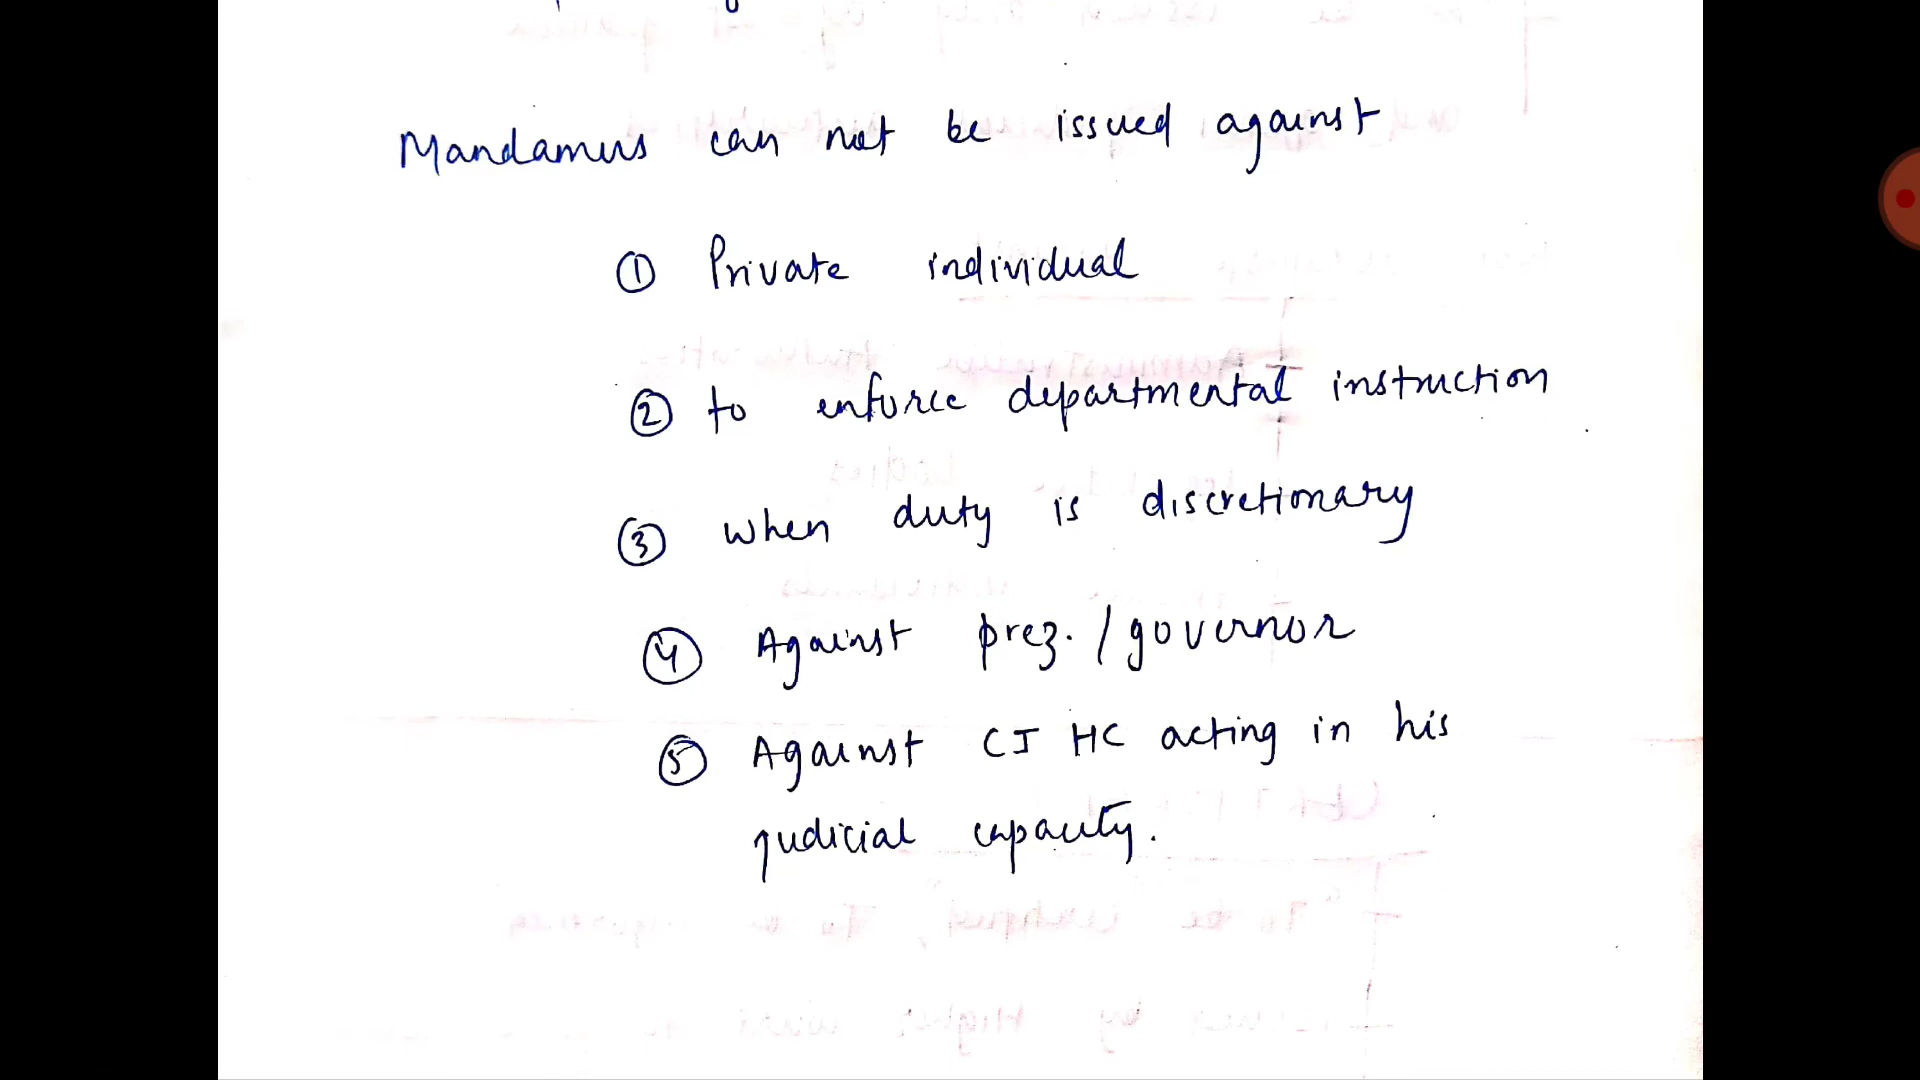 Mandamus can not be issued against
① Private individual
② to enforce departmental instruction
③ when duty is discretionary
④ Against prez. / governor
⑤ Against CJ HC acting in his
judicial capacity.